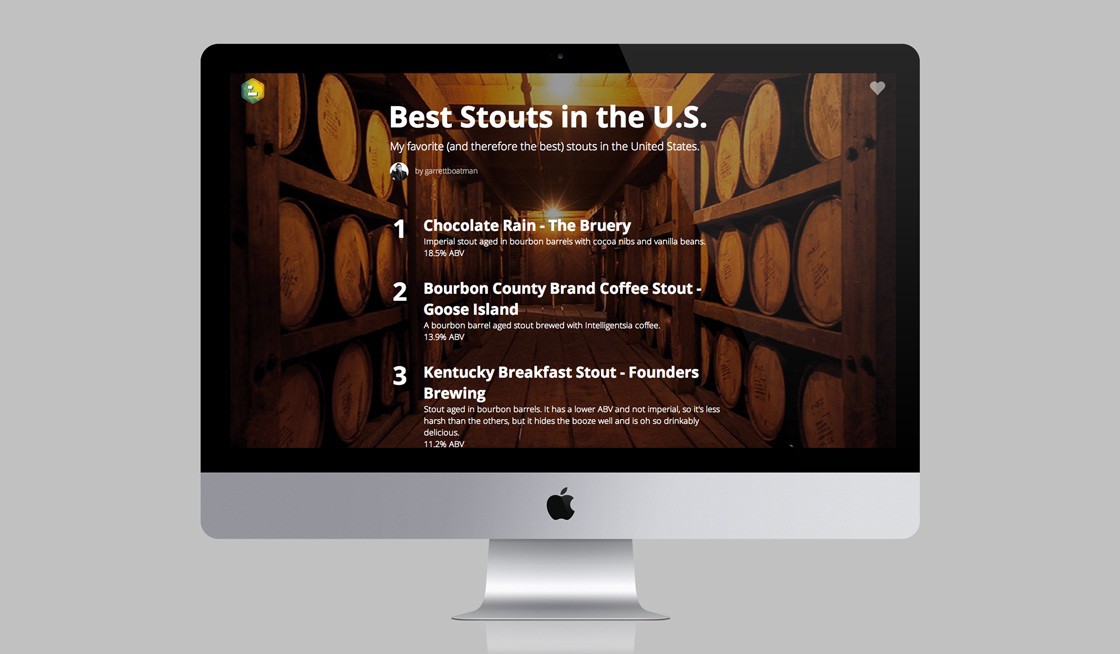 Best Stouts in the U.S.
My favorite (and therefore the best) stouts in the United States.
by garrettboatman
1
Chocolate Rain - The Bruery
Imperial stout aged in bourbon barrels with cocoa nibs and vanilla beans.
18.5% ABV
2
Bourbon County Brand Coffee Stout -
Goose Island
A bourbon barrel aged stout brewed with Intelligentsia coffee.
13.9% ABV
3
Kentucky Breakfast Stout - Founders
Brewing
Stout aged in bourbon barrels. It has a lower ABV and not imperial, so it's less
harsh than the others, but it hides the booze well and is oh so drinkably
delicious.
11.2% ABV